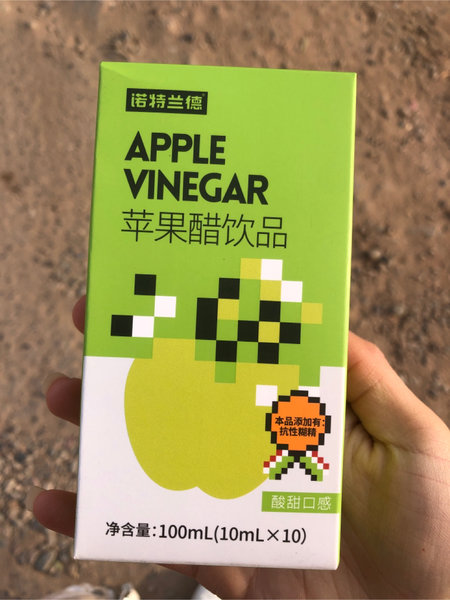 诺特兰德
APPLE
VINEGAR
苹果醋饮品
本品添加有:
抗性糊精
酸甜口感
净含量:100mL(10mL×10)